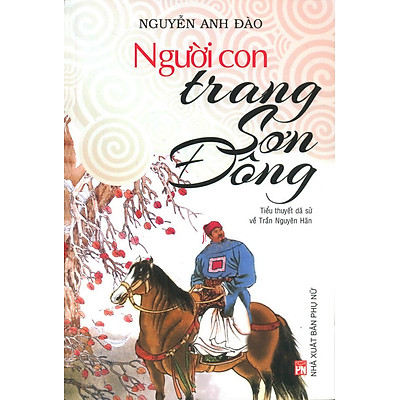 NGUYỄN ANH ĐÀO
Người con
trang
Sơn
Đông
Tiểu thuyết dã sử
về Trần Nguyên Hãn
PN
NHÀ XUẤT BẢN PHỤ NỮ